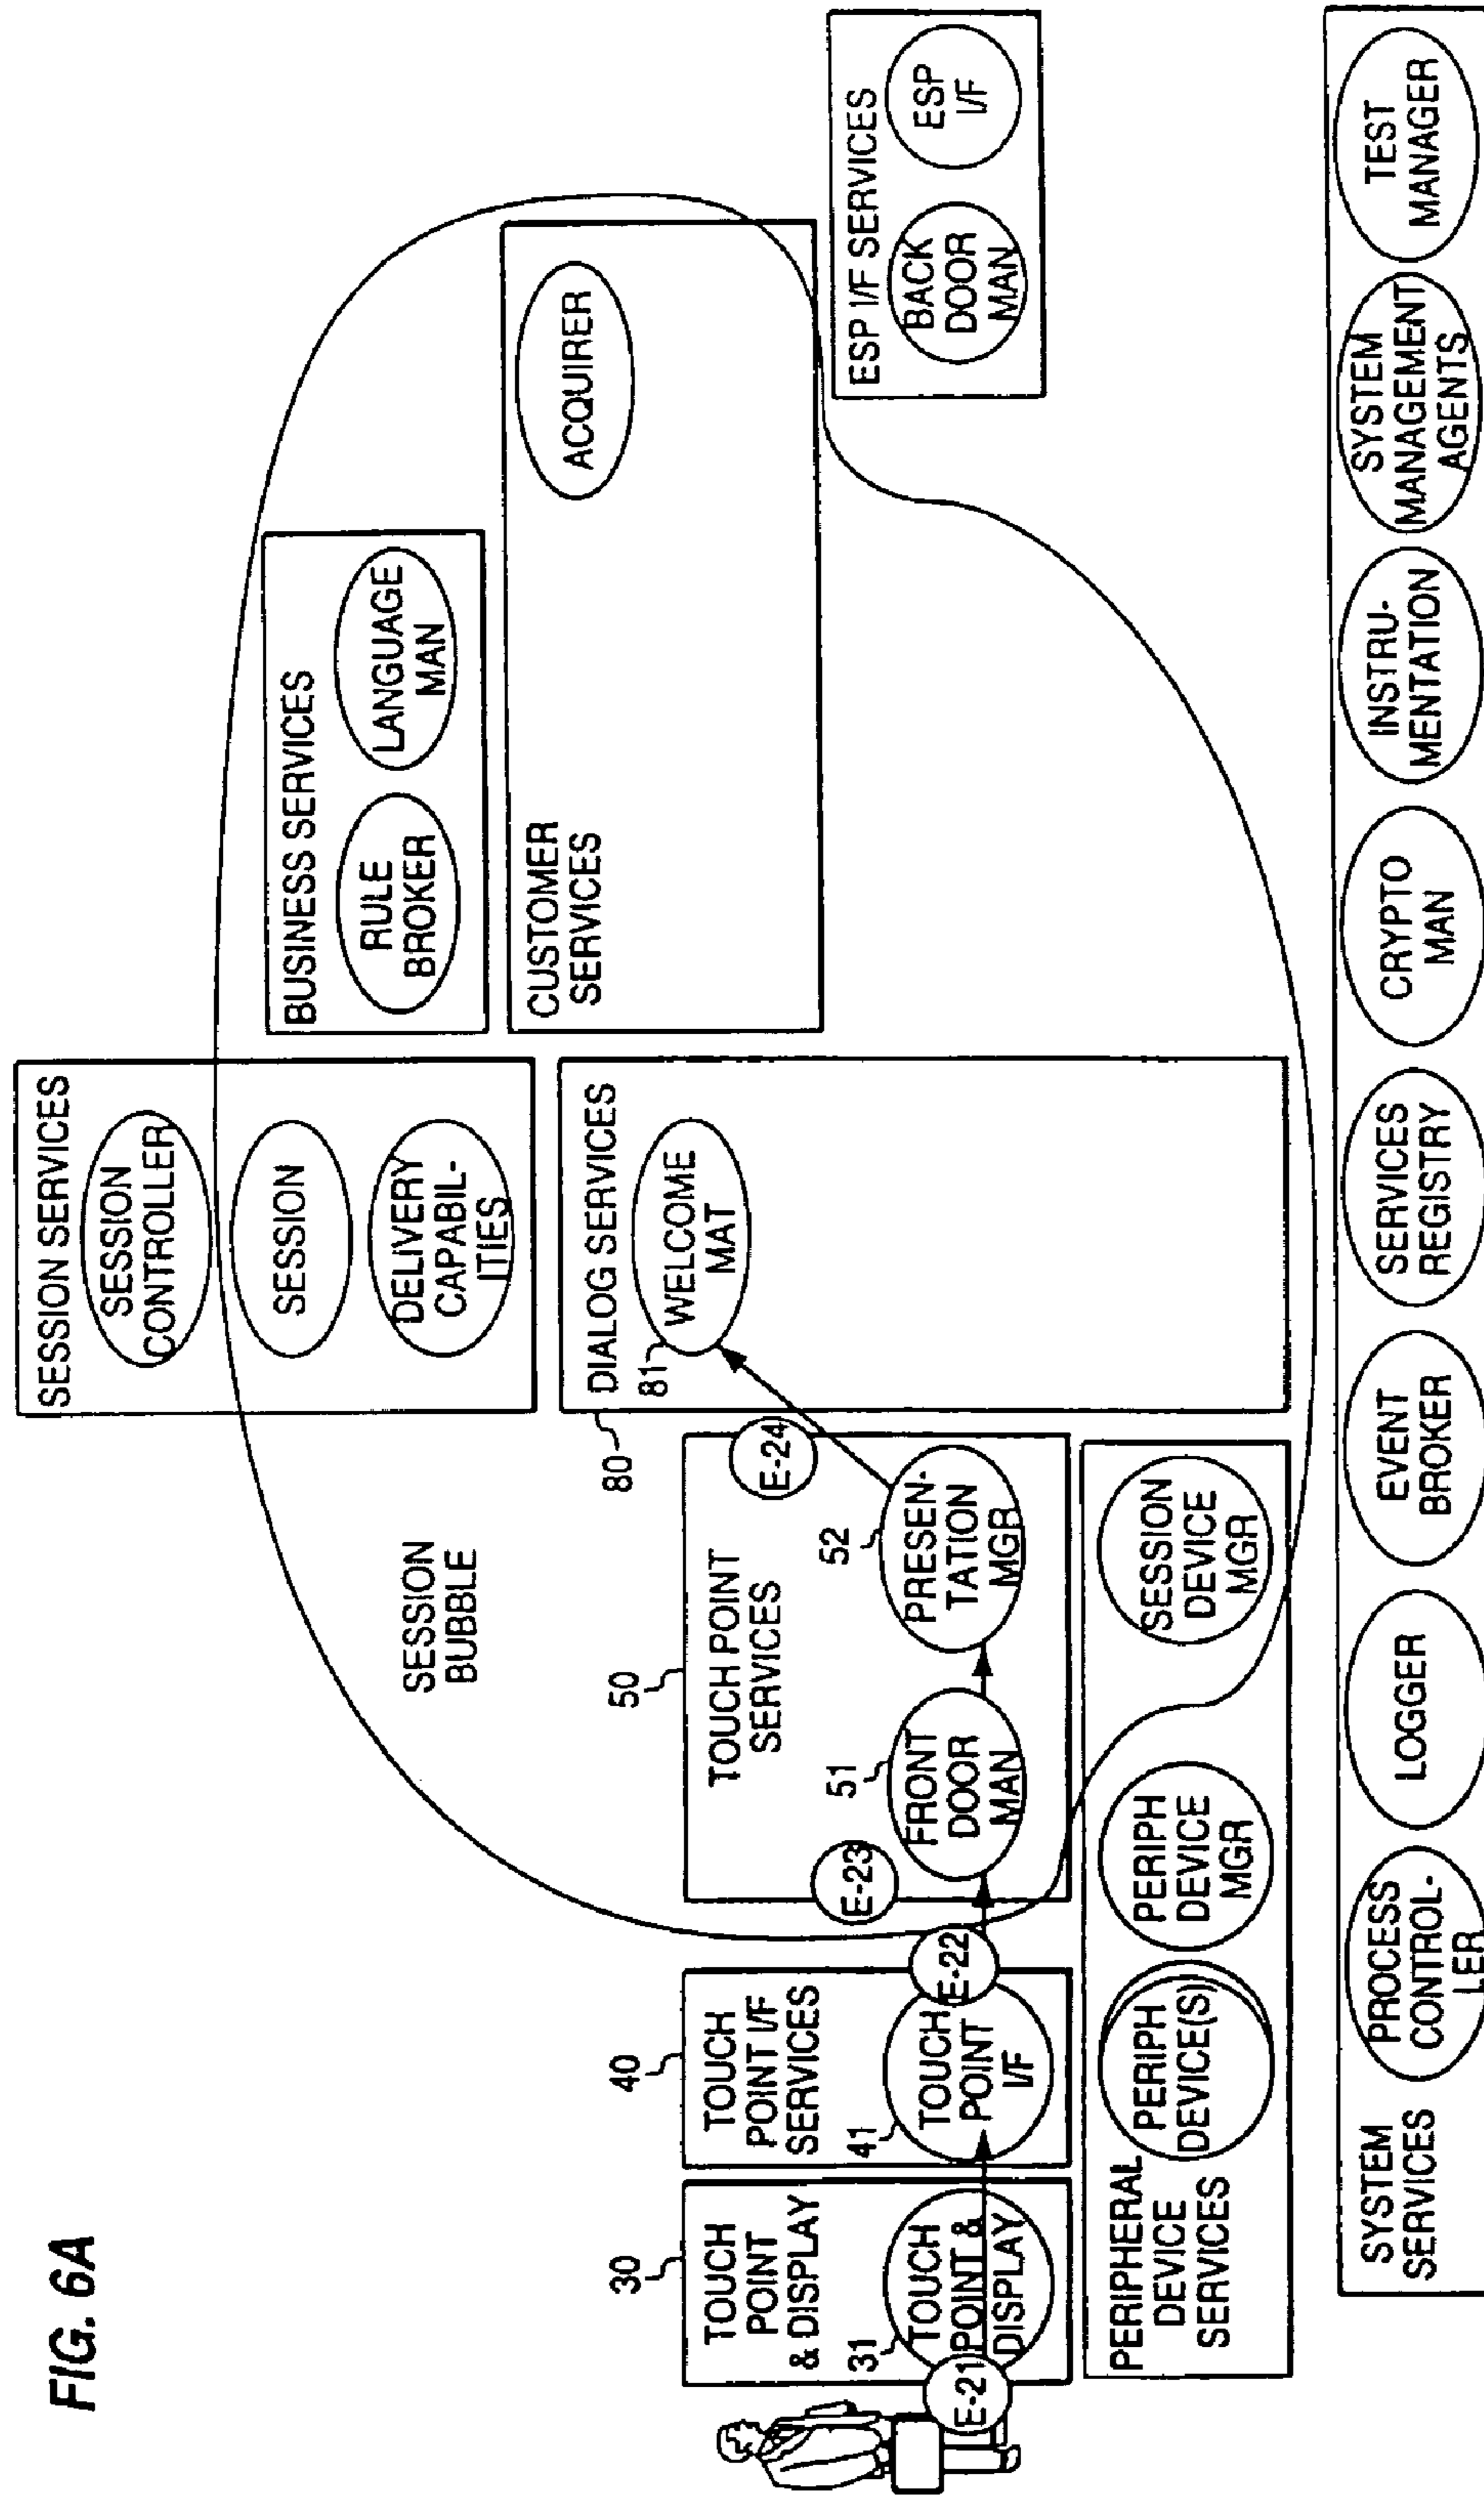 FIG. 6A
SESSION SERVICES
SESSION
CONTROLLER
SESSION
DELIVERY
CAPABIL-
ITIES
BUSINESS SERVICES
RULE
BROKER
LANGUAGE
MAN
CUSTOMER
SERVICES
ACQUIRER
SESSION
BUBBLE
30
TOUCH
POINT
& DISPLAY
31
TOUCH
POINT &
DISPLAY
E-21
40
TOUCH
POINT I/F
SERVICES
41
TOUCH
POINT
I/F
E-22
50
TOUCH POINT
SERVICES
E-23
51
FRONT
DOOR
MAN
52
PRESEN-
TATION
MGR
E-24
80
DIALOG SERVICES
81
WELCOME
MAT
ESP I/F SERVICES
BACK
DOOR
MAN
ESP
I/F
PERIPHERAL
DEVICE
SERVICES
PERIPH
DEVICE(S)
PERIPH
DEVICE
MGR
SESSION
DEVICE
MGR
SYSTEM
SERVICES
PROCESS
CONTROL-
LER
LOGGER
EVENT
BROKER
SERVICES
REGISTRY
CRYPTO
MAN
INSTRU-
MENTATION
SYSTEM
MANAGEMENT
AGENTS
TEST
MANAGER